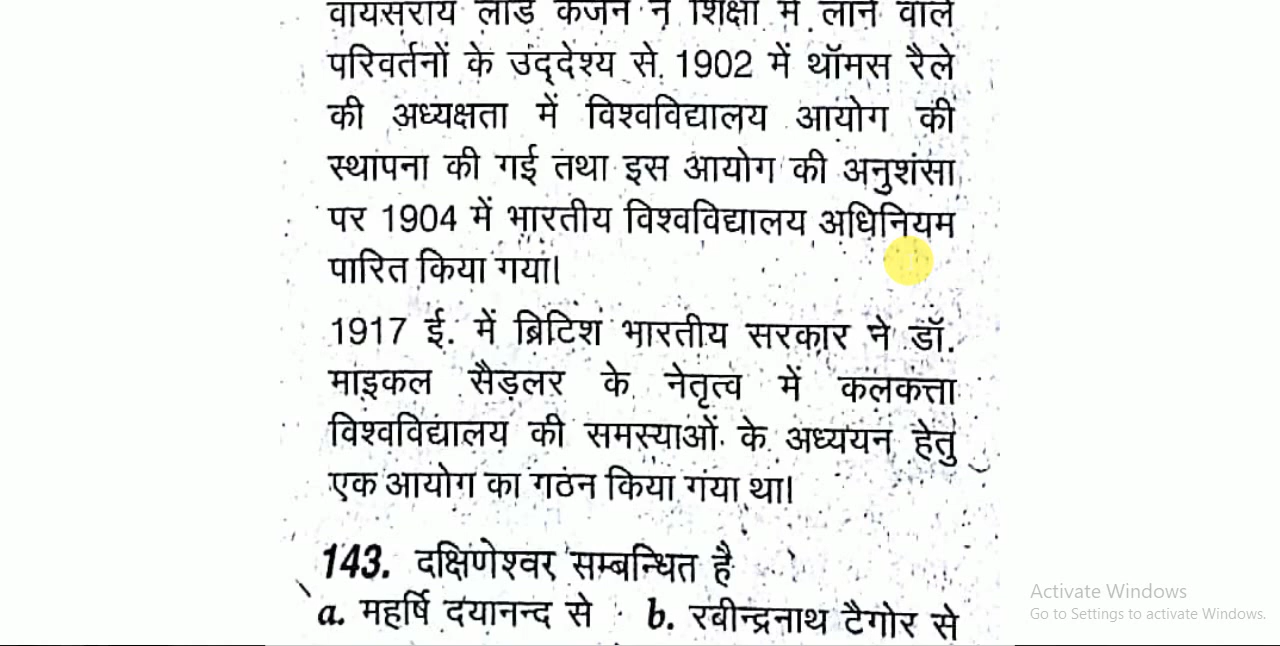 वायसराय लॉर्ड कर्जन ने शिक्षा में लाने वाले
परिवर्तनों के उद्देश्य से 1902 में थॉमस रैले
की अध्यक्षता में विश्वविद्यालय आयोग की
स्थापना की गई तथा इस आयोग की अनुशंसा
पर 1904 में भारतीय विश्वविद्यालय अधिनियम
पारित किया गया।
1917 ई. में ब्रिटिश भारतीय सरकार ने डॉ.
माइकल सैड़लर के नेतृत्व में कलकत्ता
विश्वविद्यालय की समस्याओं के अध्ययन हेतु
एक आयोग का गठन किया गया था।
143. दक्षिणेश्वर सम्बन्धित है
a. महर्षि दयानन्द से b. रवीन्द्रनाथ टैगोर से
Activate Windows
Go to Settings to activate Windows.